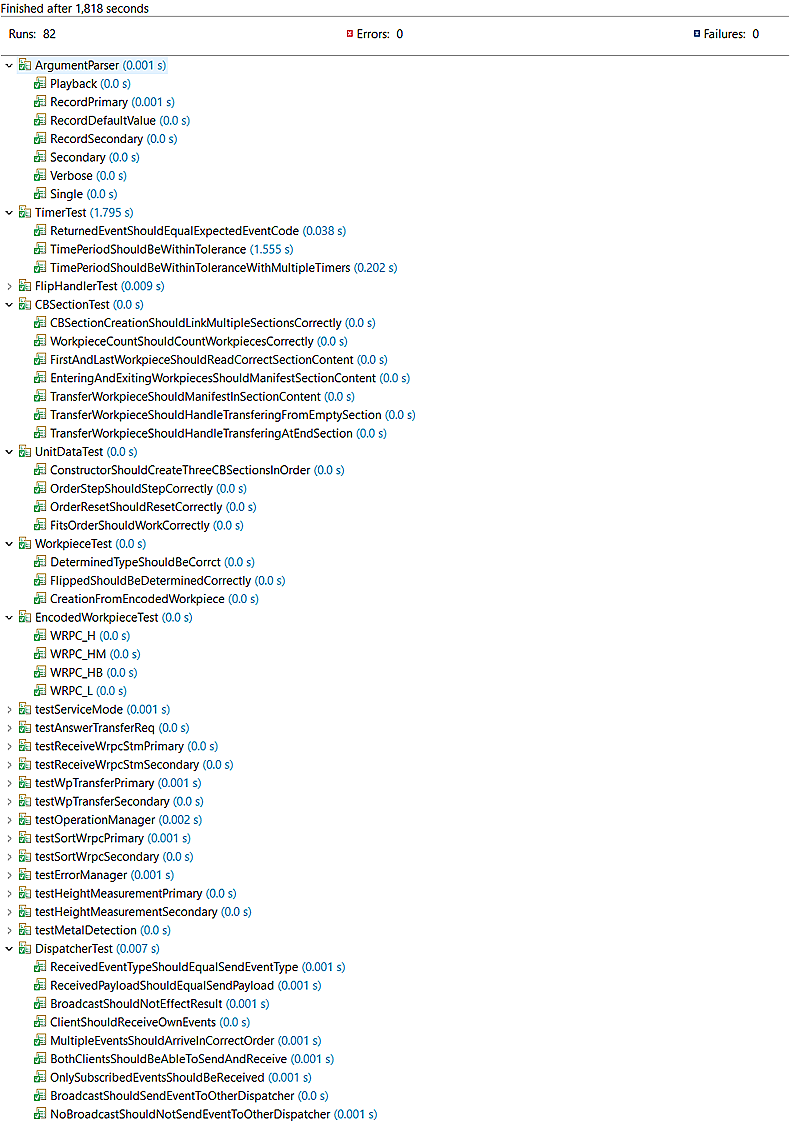 Finished after 1,818 seconds
Runs: 82 Errors: 0 Failures: 0
ArgumentParser (0.001 s)
Playback (0.0 s)
RecordPrimary (0.001 s)
RecordDefaultValue (0.0 s)
RecordSecondary (0.0 s)
Secondary (0.0 s)
Verbose (0.0 s)
Single (0.0 s)
TimerTest (1.795 s)
ReturnedEventShouldEqualExpectedEventCode (0.038 s)
TimePeriodShouldBeWithinTolerance (1.555 s)
TimePeriodShouldBeWithinToleranceWithMultipleTimers (0.202 s)
FlipHandlerTest (0.009 s)
CBSectionTest (0.0 s)
CBSectionCreationShouldLinkMultipleSectionsCorrectly (0.0 s)
WorkpieceCountShouldCountWorkpiecesCorrectly (0.0 s)
FirstAndLastWorkpieceShouldReadCorrectSectionContent (0.0 s)
EnteringAndExitingWorkpiecesShouldManifestSectionContent (0.0 s)
TransferWorkpieceShouldManifestInSectionContent (0.0 s)
TransferWorkpieceShouldHandleTransferingFromEmptySection (0.0 s)
TransferWorkpieceShouldHandleTransferingAtEndSection (0.0 s)
UnitDataTest (0.0 s)
ConstructorShouldCreateThreeCBSectionsInOrder (0.0 s)
OrderStepShouldStepCorrectly (0.0 s)
OrderResetShouldResetCorrectly (0.0 s)
FitsOrderShouldWorkCorrectly (0.0 s)
WorkpieceTest (0.0 s)
DeterminedTypeShouldBeCorrct (0.0 s)
FlippedShouldBeDeterminedCorrectly (0.0 s)
CreationFromEncodedWorkpiece (0.0 s)
EncodedWorkpieceTest (0.0 s)
WRPC_H (0.0 s)
WRPC_HM (0.0 s)
WRPC_HB (0.0 s)
WRPC_L (0.0 s)
testServiceMode (0.001 s)
testAnswerTransferReq (0.0 s)
testReceiveWrpcStmPrimary (0.0 s)
testReceiveWrpcStmSecondary (0.0 s)
testWpTransferPrimary (0.001 s)
testWpTransferSecondary (0.0 s)
testOperationManager (0.002 s)
testSortWrpcPrimary (0.001 s)
testSortWrpcSecondary (0.0 s)
testErrorManager (0.001 s)
testHeightMeasurementPrimary (0.0 s)
testHeightMeasurementSecondary (0.0 s)
testMetalDetection (0.0 s)
DispatcherTest (0.007 s)
ReceivedEventTypeShouldEqualSendEventType (0.001 s)
ReceivedPayloadShouldEqualSendPayload (0.001 s)
BroadcastShouldNotEffectResult (0.001 s)
ClientShouldReceiveOwnEvents (0.0 s)
MultipleEventsShouldArriveInCorrectOrder (0.001 s)
BothClientsShouldBeAbleToSendAndReceive (0.001 s)
OnlySubscribedEventsShouldBeReceived (0.001 s)
BroadcastShouldSendEventToOtherDispatcher (0.0 s)
NoBroadcastShouldNotSendEventToOtherDispatcher (0.001 s)